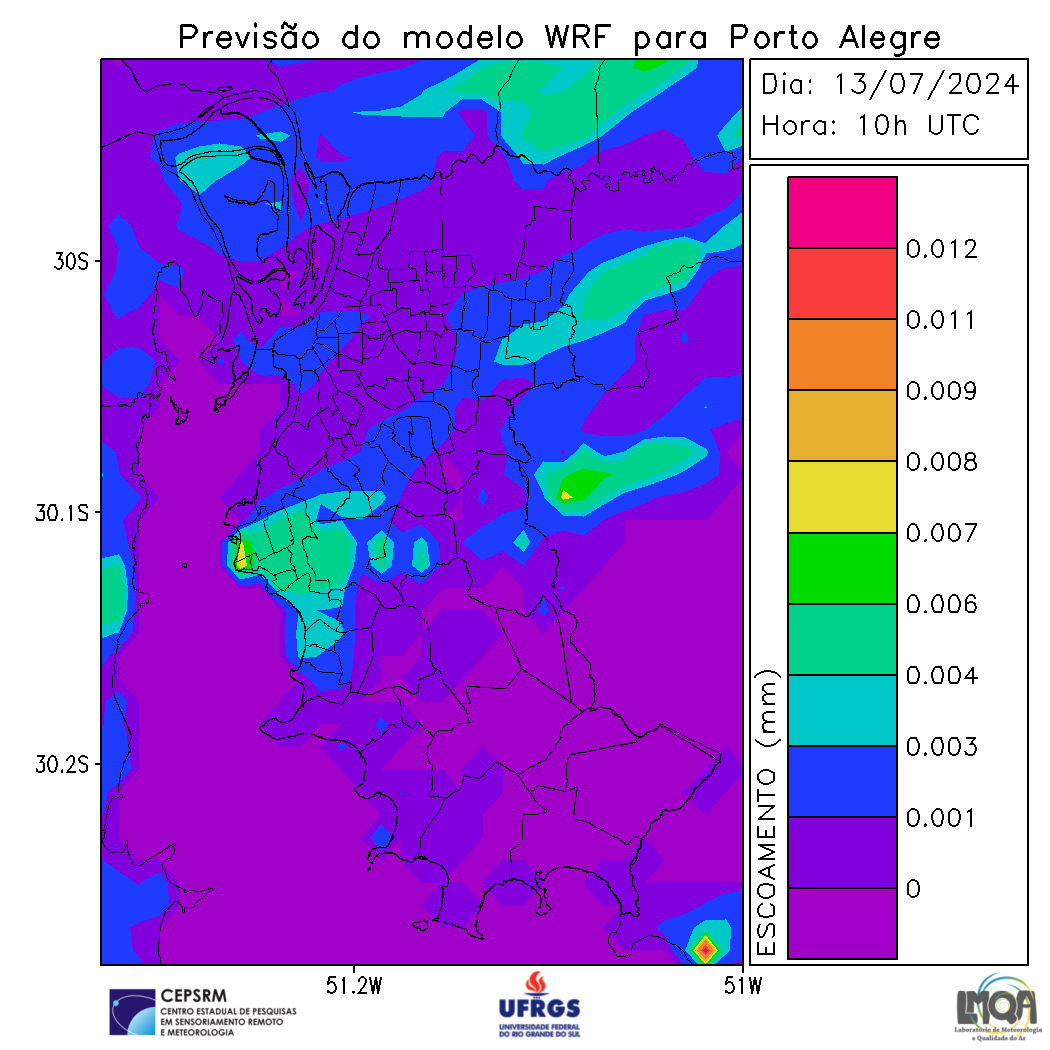 Previsão do modelo WRF para Porto Alegre
Dia: 13/07/2024
Hora: 10h UTC
30S
30.1S
30.2S
51.2W
51W
0.012
0.011
0.009
0.008
0.007
0.006
0.004
0.003
0.001
0
ESCOAMENTO (mm)
CEPSRM
CENTRO ESTADUAL DE PESQUISAS
EM SENSORIAMENTO REMOTO
E METEOROLOGIA
UFRGS
UNIVERSIDADE FEDERAL
DO RIO GRANDE DO SUL
LMQA
Laboratório de Meteorologia
e Qualidade do Ar